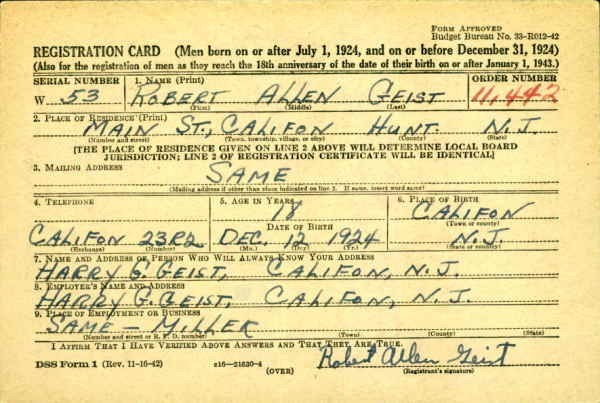 FORM APPROVED
Budget Bureau No. 33-R012-42
REGISTRATION CARD (Men born on or after July 1, 1924, and on or before December 31, 1924)
(Also for the registration of men as they reach the 18th anniversary of the date of their birth on or after January 1, 1943.)
SERIAL NUMBER 1. NAME (Print) ORDER NUMBER
W 53 ROBERT ALLEN GEIST 11,442
(First) (Middle) (Last)
2. PLACE OF RESIDENCE (Print)
MAIN ST., CALIFON HUNT. N.J.
(Number and street) (Town, township, village, or city) (County) (State)
[THE PLACE OF RESIDENCE GIVEN ON LINE 2 ABOVE WILL DETERMINE LOCAL BOARD
JURISDICTION; LINE 2 OF REGISTRATION CERTIFICATE WILL BE IDENTICAL]
3. MAILING ADDRESS
SAME
(Mailing address if other than place indicated on line 2. If same, insert word same)
4. TELEPHONE 5. AGE IN YEARS 6. PLACE OF BIRTH
18 CALIFON
DATE OF BIRTH (Town or county)
CALIFON 23R2 DEC. 12 1924 N.J.
(Exchange) (Number) (Mo.) (Day) (Yr.) (State or country)
7. NAME AND ADDRESS OF PERSON WHO WILL ALWAYS KNOW YOUR ADDRESS
HARRY G. GEIST, CALIFON, N.J.
8. EMPLOYER'S NAME AND ADDRESS
HARRY G. GEIST, CALIFON, N.J.
9. PLACE OF EMPLOYMENT OR BUSINESS
SAME – MILLER
(Number and street or R. F. D. number) (Town) (County) (State)
I AFFIRM THAT I HAVE VERIFIED ABOVE ANSWERS AND THAT THEY ARE TRUE.
Robert Allen Geist
DSS Form 1 (Rev. 11-16-42) 16—21630-4 (Registrant's signature)
(OVER)